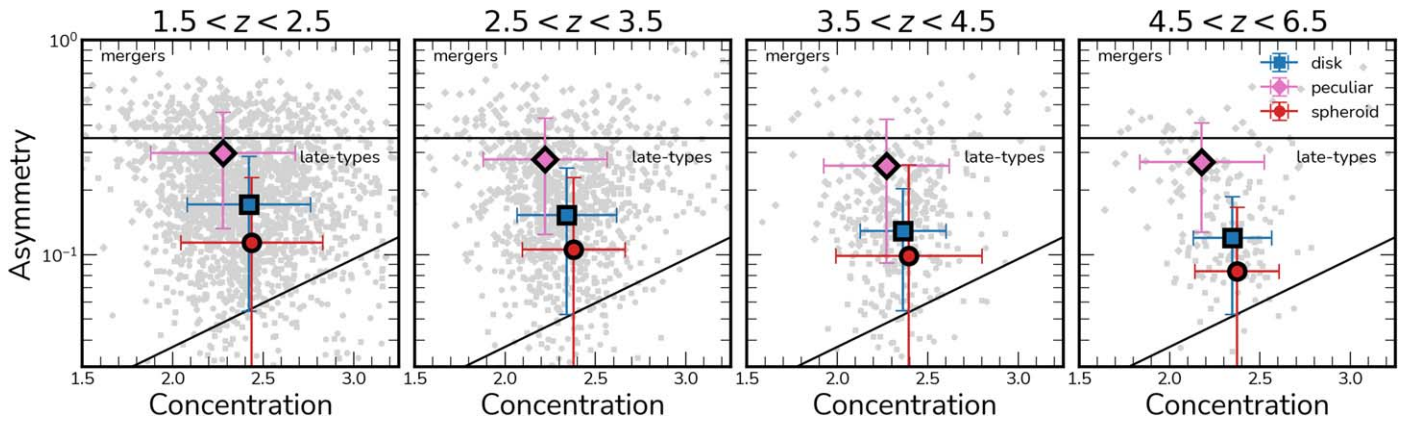 1.5 < z < 2.5
2.5 < z < 3.5
3.5 < z < 4.5
4.5 < z < 6.5
Asymmetry
10⁰
10⁻¹
mergers
late-types
mergers
late-types
mergers
late-types
mergers
disk
peculiar
spheroid
late-types
1.5 2.0 2.5 3.0
1.5 2.0 2.5 3.0
1.5 2.0 2.5 3.0
1.5 2.0 2.5 3.0
Concentration
Concentration
Concentration
Concentration